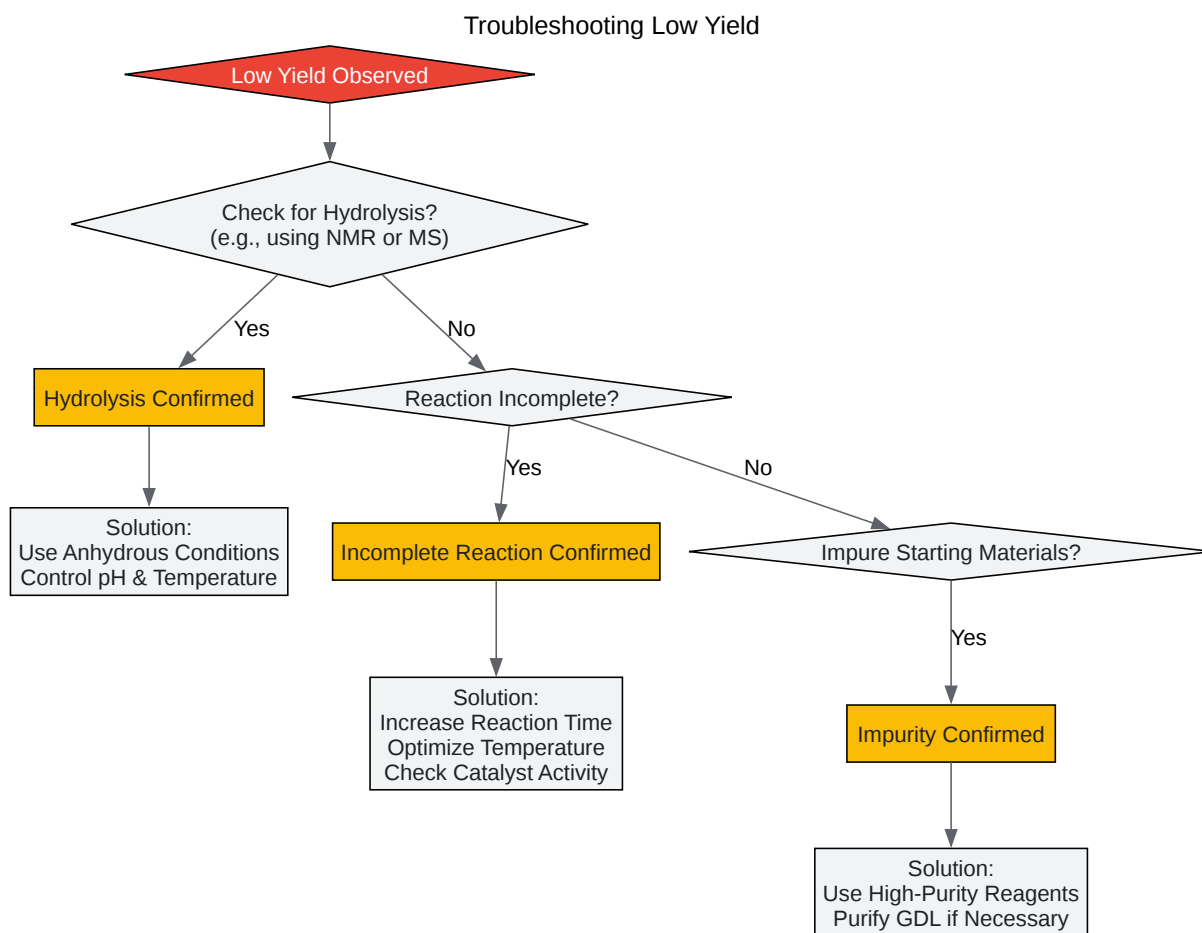 Troubleshooting Low Yield
Low Yield Observed
Check for Hydrolysis?
(e.g., using NMR or MS)
Yes
No
Hydrolysis Confirmed
Reaction Incomplete?
Yes
No
Solution:
Use Anhydrous Conditions
Control pH & Temperature
Incomplete Reaction Confirmed
Impure Starting Materials?
Yes
Solution:
Increase Reaction Time
Optimize Temperature
Check Catalyst Activity
Impurity Confirmed
Solution:
Use High-Purity Reagents
Purify GDL if Necessary